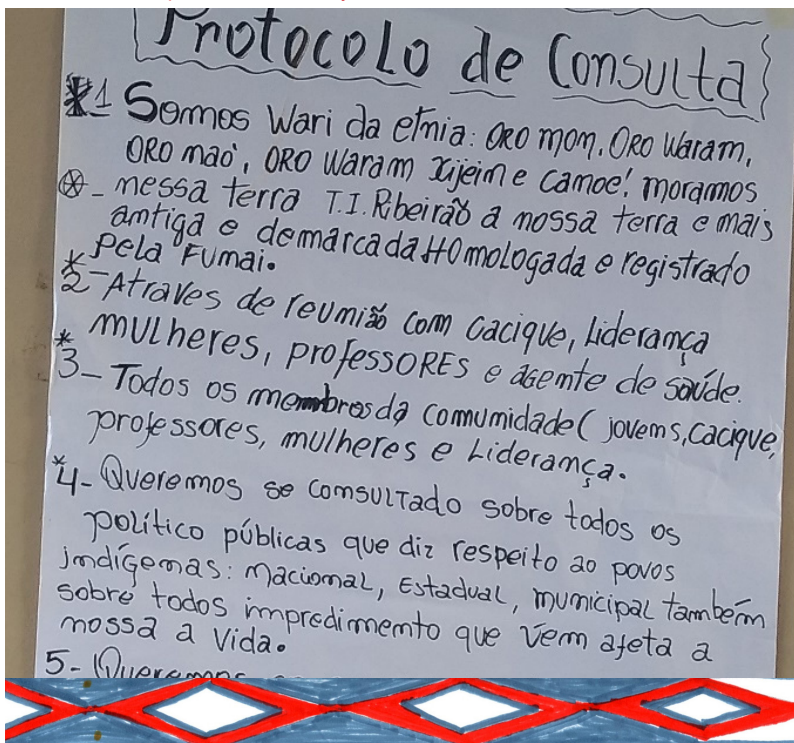 Protocolo de Consulta
1 Somos Wari da etnia: ORO mon, ORO Waram,
ORO mao', ORO Waram Xijein e Canoe! moramos
- nessa terra T.I. Ribeirão a nossa terra e mais
antiga e demarcada HOmologada e registrado
pela FUNai.
2- Atraves de reunião com cacique, Liderança
mulheres, professores e agente de saúde.
3- Todos os membros da comunidade ( jovens, cacique,
professores, mulheres e Liderança.
4- Queremos se consultado sobre todos os
político públicas que diz respeito ao povos
indígenas: nacional, Estadual, municipal também
sobre todos impredimento que vem afeta a
nossa a vida.
5- Queremos